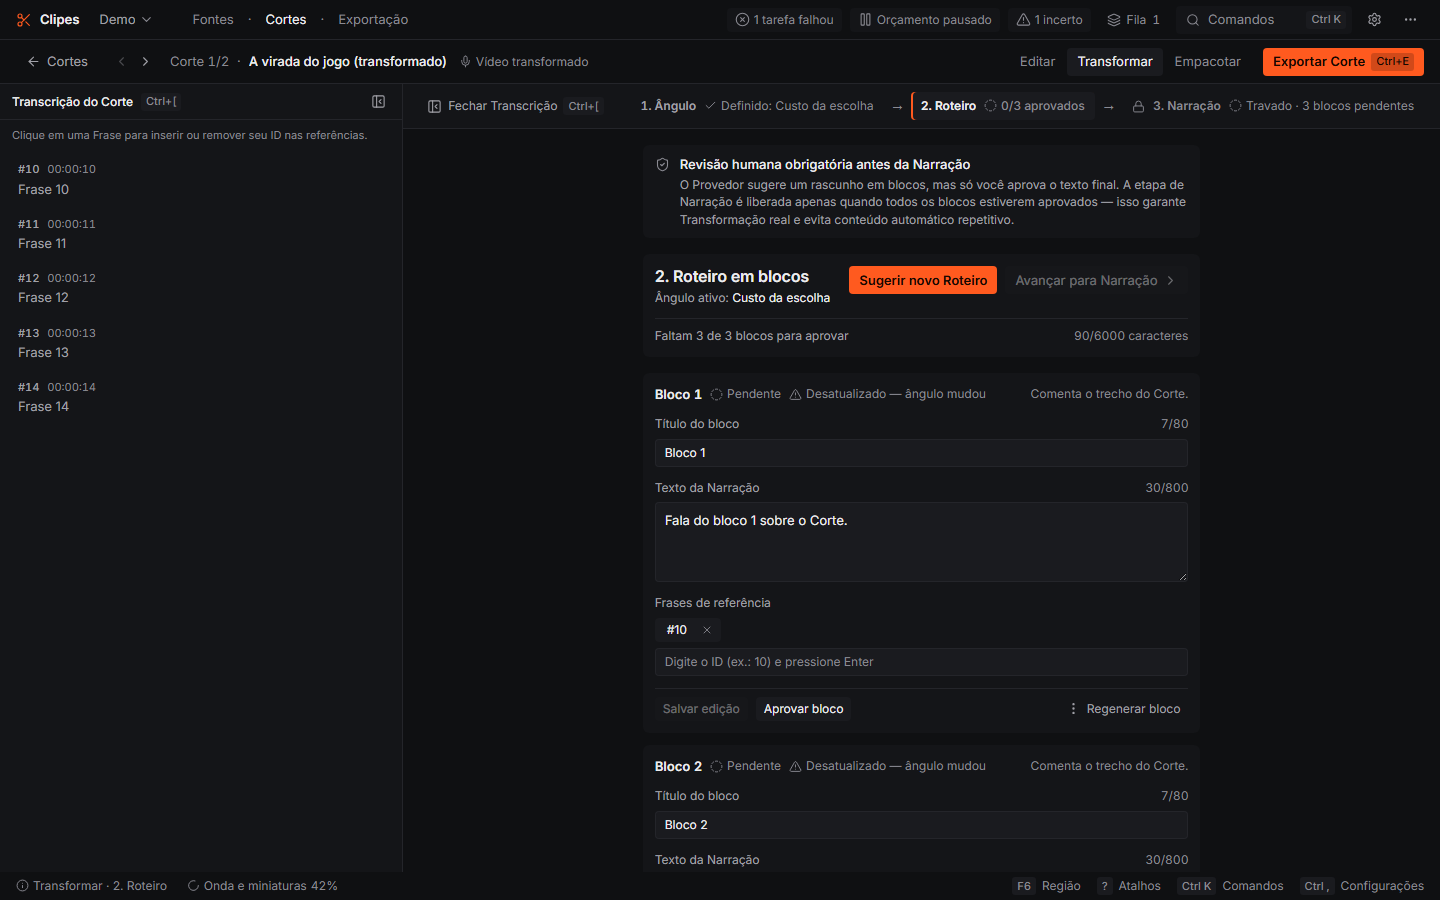 Clipes Demo Fontes · Cortes · Exportação 1 tarefa falhou Orçamento pausado 1 incerto Fila 1 Comandos Ctrl K
← Cortes Corte 1/2 · A virada do jogo (transformado) Vídeo transformado Editar Transformar Empacotar Exportar Corte Ctrl+E
Transcrição do Corte Ctrl+[
Clique em uma Frase para inserir ou remover seu ID nas referências.
#10 00:00:10
Frase 10
#11 00:00:11
Frase 11
#12 00:00:12
Frase 12
#13 00:00:13
Frase 13
#14 00:00:14
Frase 14
Fechar Transcrição Ctrl+[ 1. Ângulo Definido: Custo da escolha → 2. Roteiro 0/3 aprovados → 3. Narração Travado · 3 blocos pendentes
Revisão humana obrigatória antes da Narração
O Provedor sugere um rascunho em blocos, mas só você aprova o texto final. A etapa de
Narração é liberada apenas quando todos os blocos estiverem aprovados — isso garante
Transformação real e evita conteúdo automático repetitivo.
2. Roteiro em blocos
Ângulo ativo: Custo da escolha
Sugerir novo Roteiro Avançar para Narração
Faltam 3 de 3 blocos para aprovar 90/6000 caracteres
Bloco 1 Pendente Desatualizado — ângulo mudou Comenta o trecho do Corte.
Título do bloco 7/80
Bloco 1
Texto da Narração 30/800
Fala do bloco 1 sobre o Corte.
Frases de referência
#10 ×
Digite o ID (ex.: 10) e pressione Enter
Salvar edição Aprovar bloco Regenerar bloco
Bloco 2 Pendente Desatualizado — ângulo mudou Comenta o trecho do Corte.
Título do bloco 7/80
Bloco 2
Texto da Narração 30/800
Transformar · 2. Roteiro Onda e miniaturas 42% F6 Região ? Atalhos Ctrl K Comandos Ctrl , Configurações